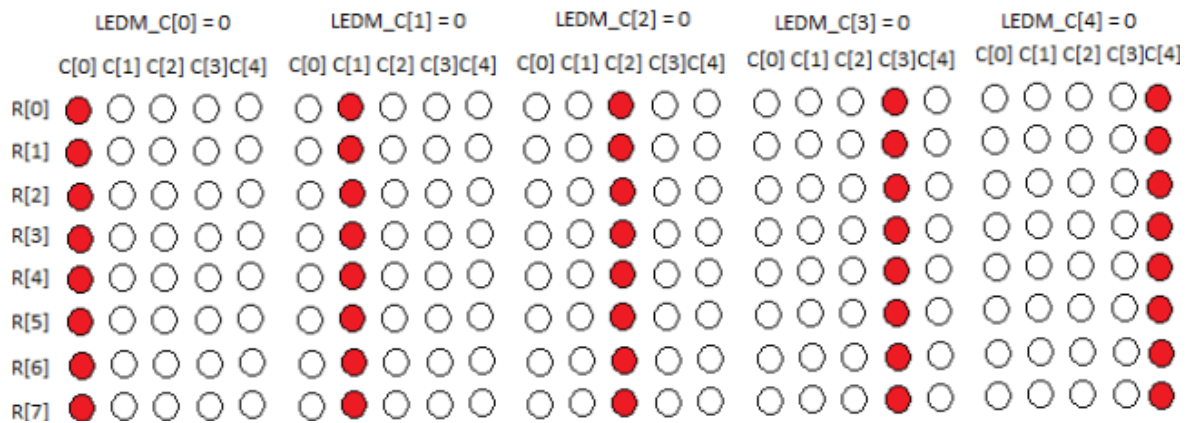 LEDM_C[0] = 0 LEDM_C[1] = 0 LEDM_C[2] = 0 LEDM_C[3] = 0 LEDM_C[4] = 0
C[0] C[1] C[2] C[3]C[4] C[0] C[1] C[2] C[3]C[4] C[0] C[1] C[2] C[3]C[4] C[0] C[1] C[2] C[3]C[4] C[0] C[1] C[2] C[3]C[4]
R[0]
R[1]
R[2]
R[3]
R[4]
R[5]
R[6]
R[7]